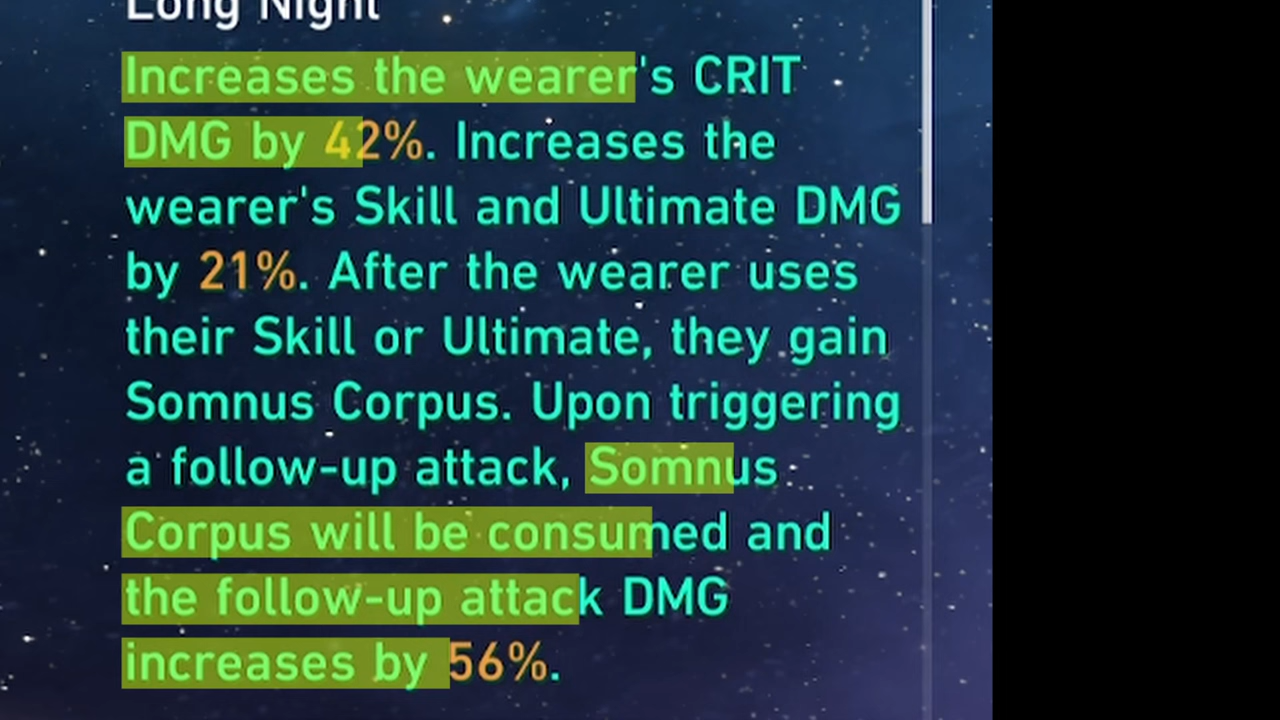 Long Night
Increases the wearer's CRIT
DMG by 42%. Increases the
wearer's Skill and Ultimate DMG
by 21%. After the wearer uses
their Skill or Ultimate, they gain
Somnus Corpus. Upon triggering
a follow-up attack, Somnus
Corpus will be consumed and
the follow-up attack DMG
increases by 56%.